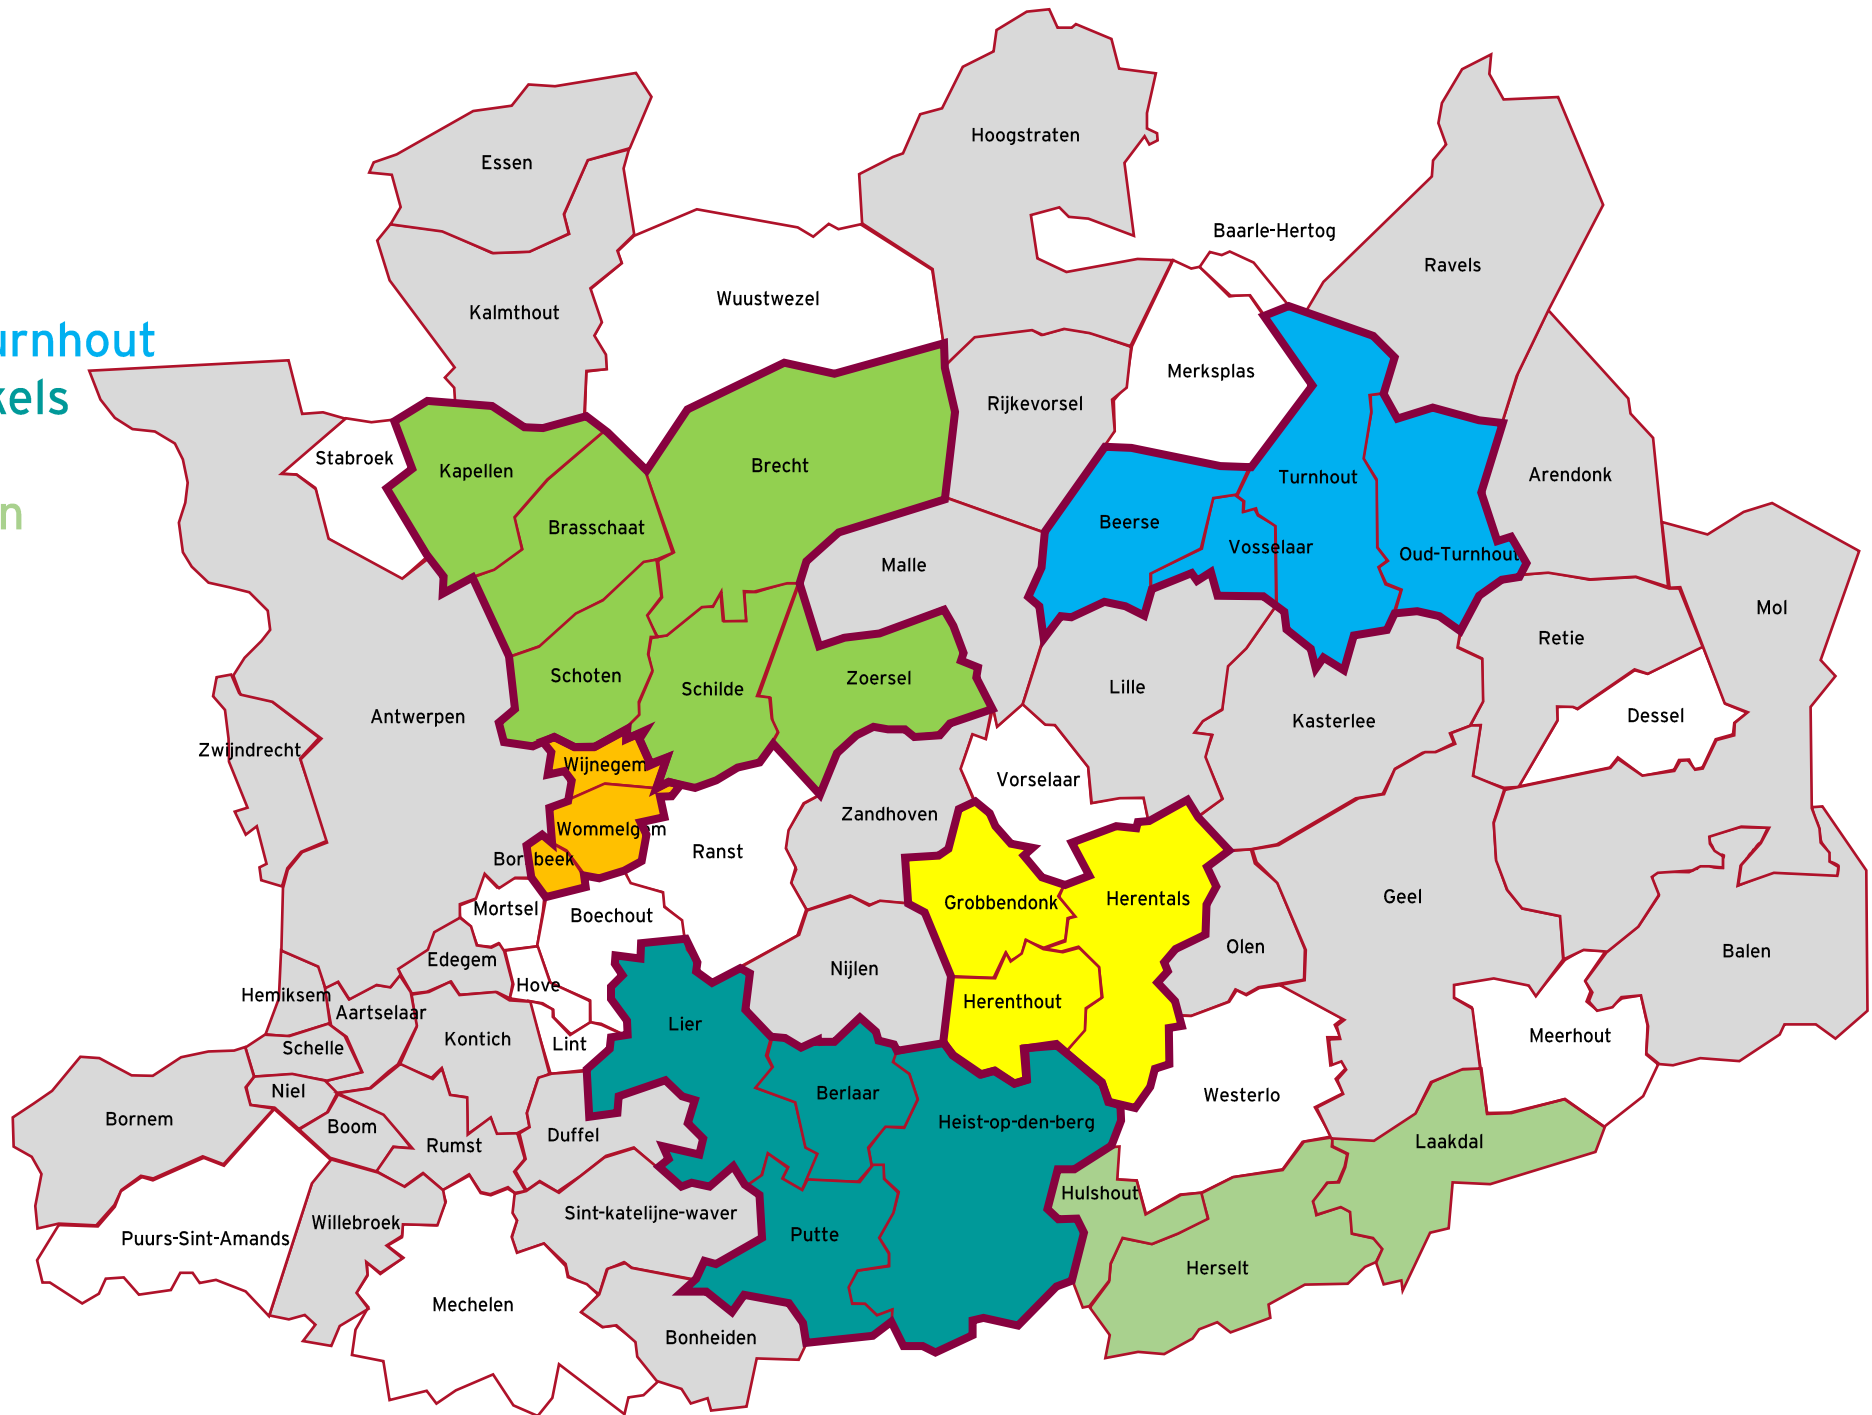 Hoogstraten
Essen
Baarle-Hertog
Ravels
Wuustwezel
Kalmthout
urnhout
Merksplas
kels
Rijkevorsel
Stabroek
Kapellen
Brecht
Turnhout
Arendonk
n
Brasschaat
Beerse
Vosselaar
Oud-Turnhout
Malle
Mol
Retie
Schoten
Schilde
Zoersel
Lille
Antwerpen
Kasterlee
Dessel
Zwijndrecht
Wijnegem
Vorselaar
Zandhoven
Wommelgem
Ranst
Borsbeek
Geel
Grobbendonk
Herentals
Mortsel
Boechout
Olen
Balen
Edegem
Nijlen
Hove
Hemiksem
Herenthout
Aartselaar
Lier
Kontich
Lint
Meerhout
Schelle
Niel
Berlaar
Westerlo
Bornem
Heist-op-den-berg
Boom
Duffel
Rumst
Laakdal
Hulshout
Sint-katelijne-waver
Willebroek
Puurs-Sint-Amands
Putte
Herselt
Mechelen
Bonheiden